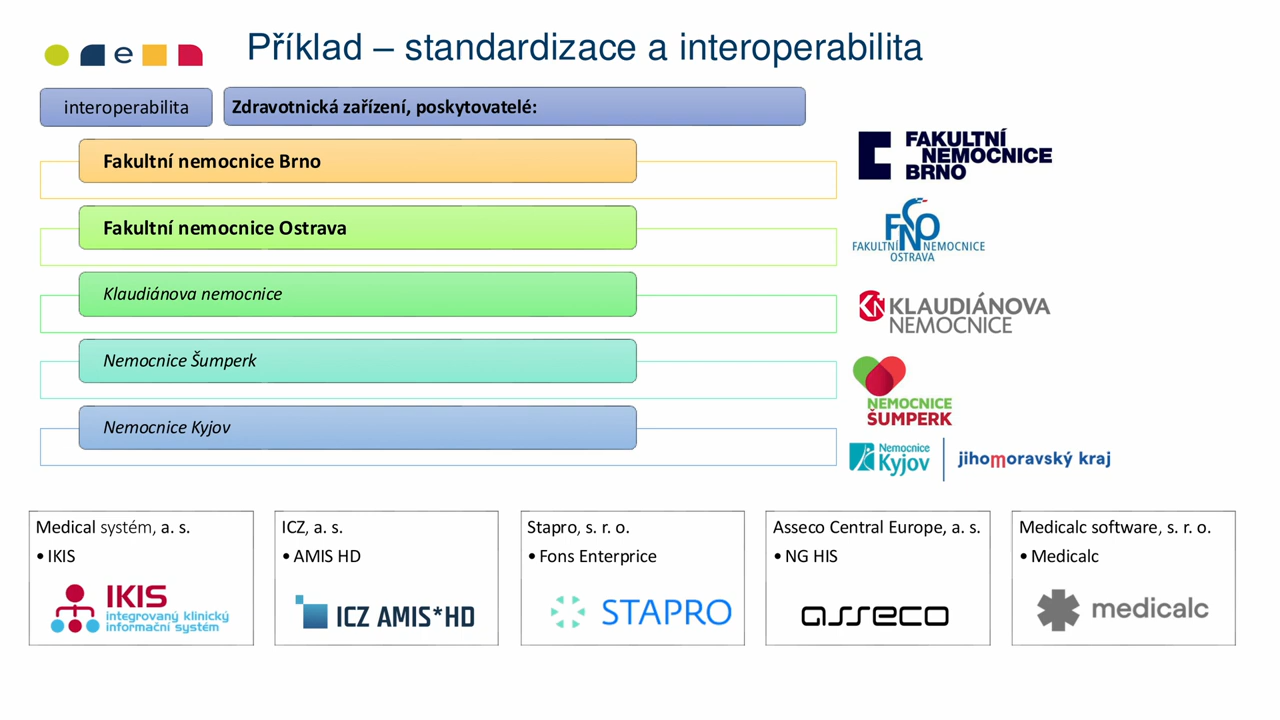 e
Příklad – standardizace a interoperabilita
interoperabilita
Zdravotnická zařízení, poskytovatelé:
Fakultní nemocnice Brno
FAKULTNÍ
NEMOCNICE
BRNO
Fakultní nemocnice Ostrava
FNO
FAKULTNÍ NEMOCNICE
OSTRAVA
Klaudiánova nemocnice
KN KLAUDIÁNOVA
NEMOCNICE
Nemocnice Šumperk
NEMOCNICE
ŠUMPERK
Nemocnice Kyjov
Nemocnice
Kyjov
jihomoravský kraj
Medical systém, a. s.
• IKIS
IKIS
integrovaný klinický
informační systém
ICZ, a. s.
• AMIS HD
ICZ AMIS*HD
Stapro, s. r. o.
• Fons Enterprice
STAPRO
Asseco Central Europe, a. s.
• NG HIS
asseco
Medicalc software, s. r. o.
• Medicalc
medicalc